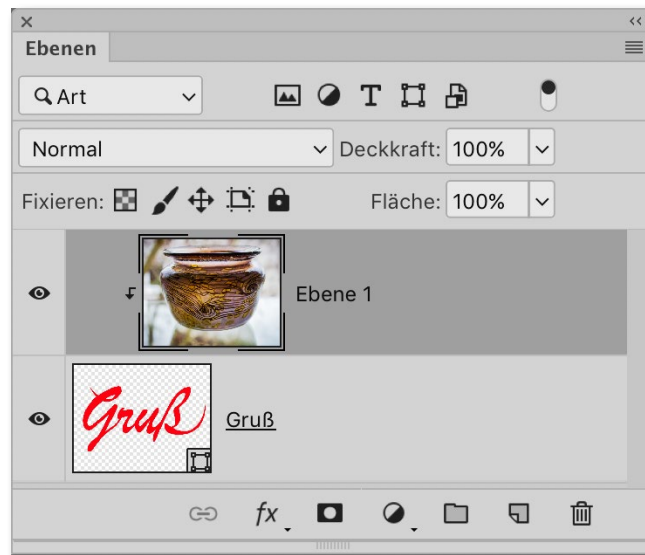 Ebenen
Art
Normal Deckkraft: 100%
Fixieren: Fläche: 100%
Ebene 1
Gruß Gruß
fx